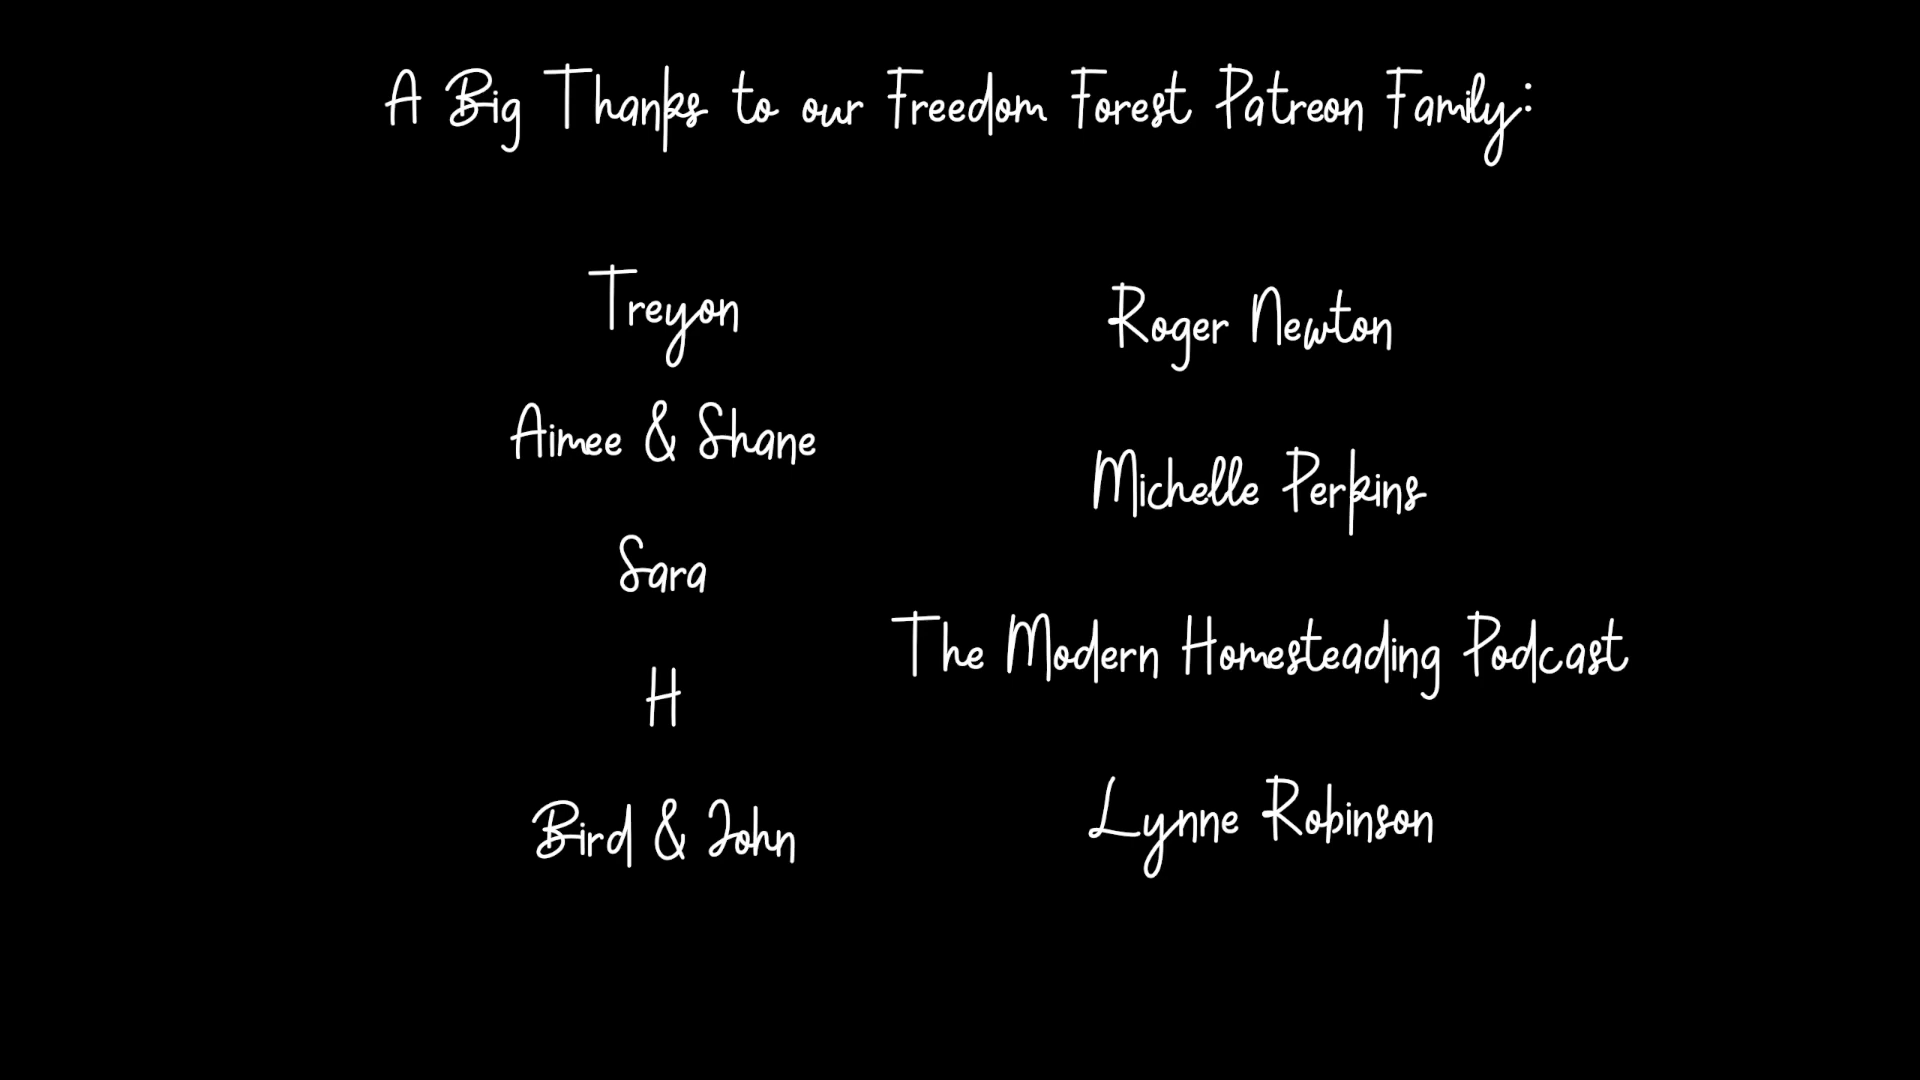 A Big Thanks to our Freedom Forest Patreon Family:
Treyon
Aimee & Shane
Sara
H
Bird & John
Roger Newton
Michelle Perkins
The Modern Homesteading Podcast
Lynne Robinson